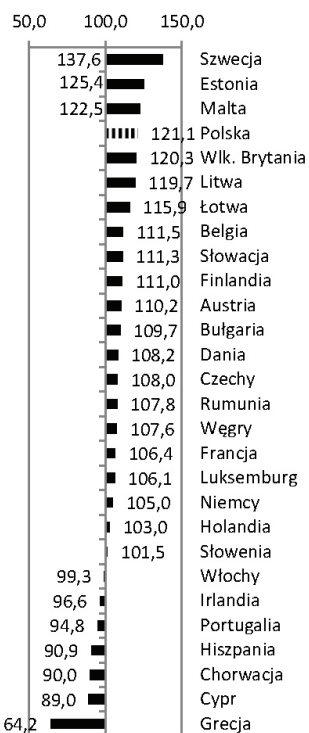 50,0 100,0 150,0
137,6 Szwecja
125,4 Estonia
122,5 Malta
121,1 Polska
120,3 Wlk. Brytania
119,7 Litwa
115,9 Łotwa
111,5 Belgia
111,3 Słowacja
111,0 Finlandia
110,2 Austria
109,7 Bułgaria
108,2 Dania
108,0 Czechy
107,8 Rumunia
107,6 Węgry
106,4 Francja
106,1 Luksemburg
105,0 Niemcy
103,0 Holandia
101,5 Słowenia
99,3 Włochy
96,6 Irlandia
94,8 Portugalia
90,9 Hiszpania
90,0 Chorwacja
89,0 Cypr
64,2 Grecja